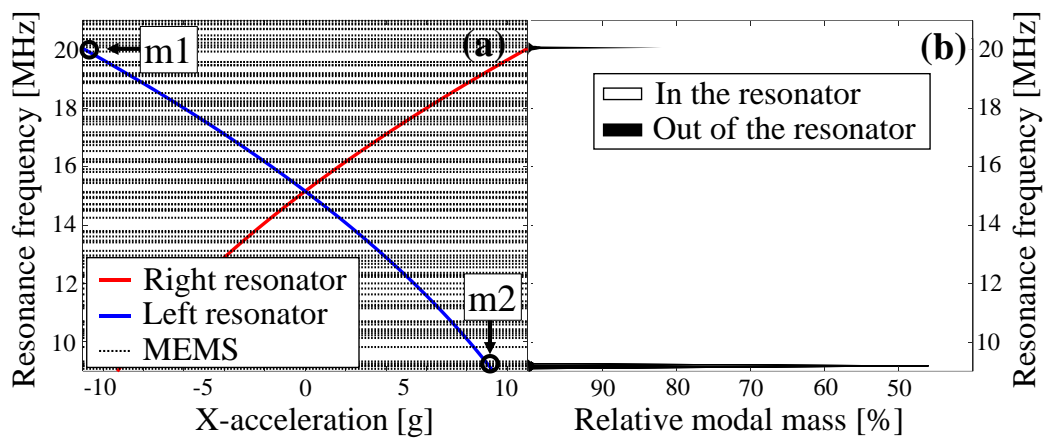 Resonance frequency [MHz]
20
18
16
14
12
10
m1
(a)
Right resonator
Left resonator
MEMS
m2
-10
-5
0
5
10
X-acceleration [g]
(b)
In the resonator
Out of the resonator
90
80
70
60
50
Relative modal mass [%]
20
18
16
14
12
10
Resonance frequency [MHz]